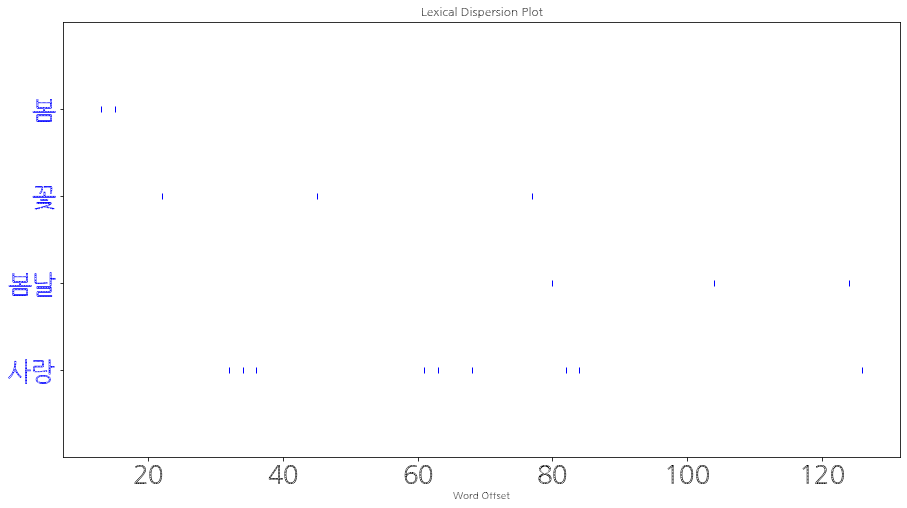 Lexical Dispersion Plot
봄
꽃
봄날
사랑
20 40 60 80 100 120
Word Offset